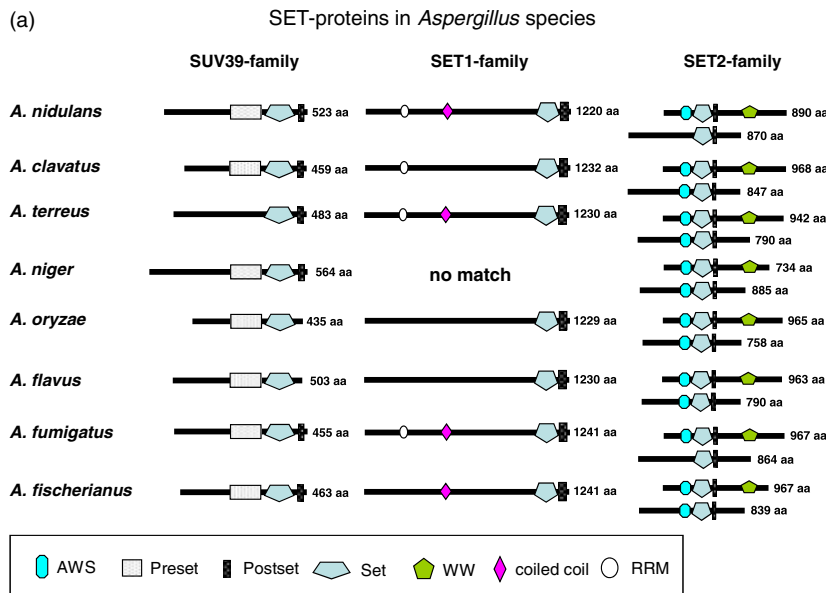 (a) SET-proteins in Aspergillus species
SUV39-family SET1-family SET2-family
A. nidulans 523 aa 1220 aa 890 aa
870 aa
A. clavatus 459 aa 1232 aa 968 aa
847 aa
A. terreus 483 aa 1230 aa 942 aa
790 aa
A. niger 564 aa no match 734 aa
885 aa
A. oryzae 435 aa 1229 aa 965 aa
758 aa
A. flavus 503 aa 1230 aa 963 aa
790 aa
A. fumigatus 455 aa 1241 aa 967 aa
864 aa
A. fischerianus 463 aa 1241 aa 967 aa
839 aa
AWS Preset Postset Set WW coiled coil RRM